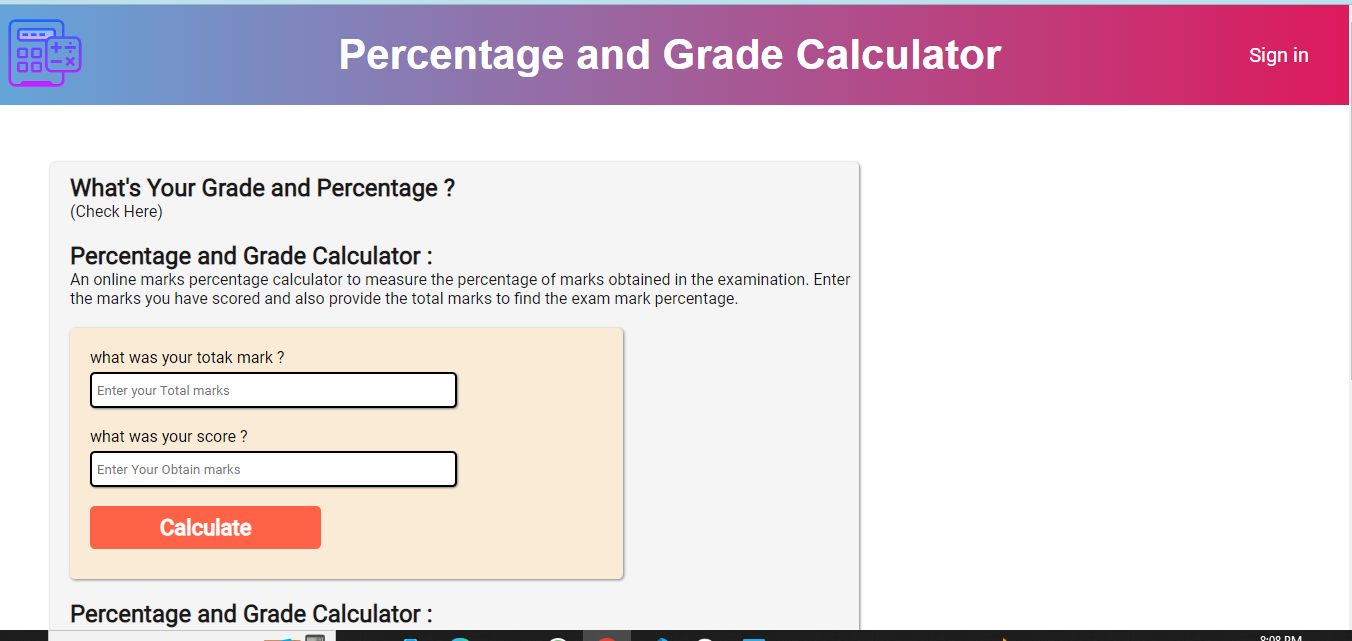 Percentage and Grade Calculator
Sign in
What's Your Grade and Percentage ?
(Check Here)
Percentage and Grade Calculator :
An online marks percentage calculator to measure the percentage of marks obtained in the examination. Enter
the marks you have scored and also provide the total marks to find the exam mark percentage.
what was your totak mark ?
Enter your Total marks
what was your score ?
Enter Your Obtain marks
Calculate
Percentage and Grade Calculator :
8:08 PM